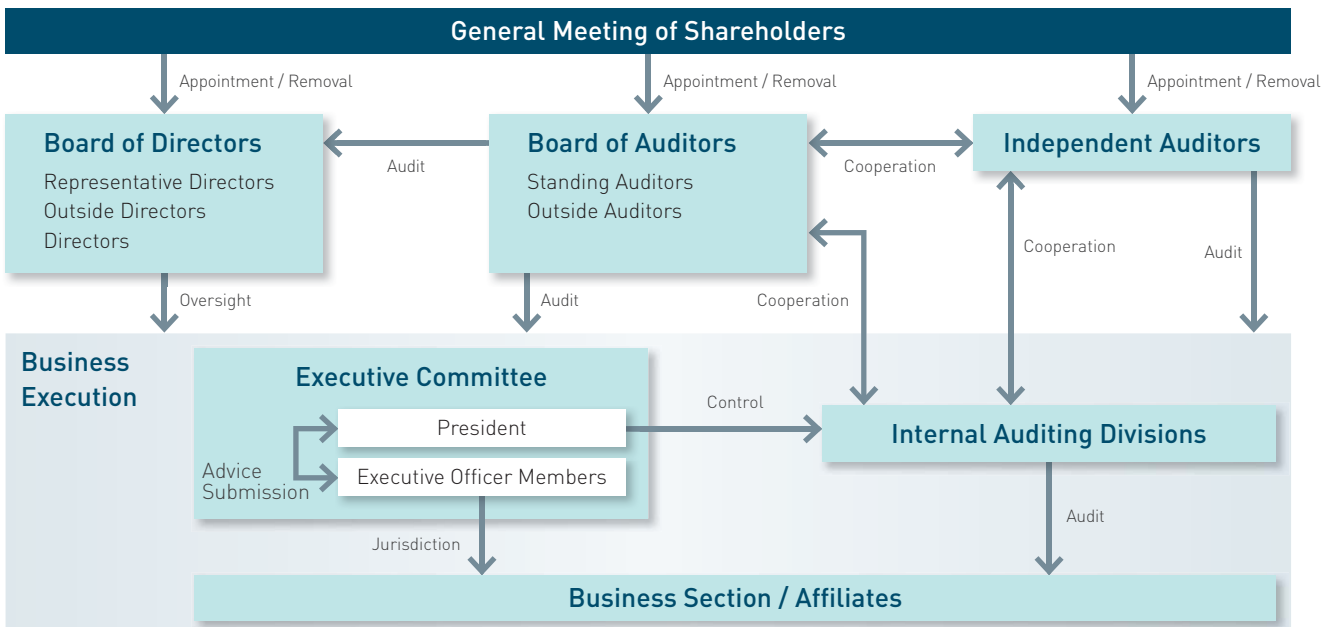 General Meeting of Shareholders
Appointment / Removal
Appointment / Removal
Appointment / Removal
Board of Directors
Representative Directors
Outside Directors
Directors
Audit
Board of Auditors
Standing Auditors
Outside Auditors
Cooperation
Independent Auditors
Oversight
Audit
Cooperation
Cooperation
Audit
Business
Execution
Executive Committee
President
Executive Officer Members
Advice
Submission
Control
Internal Auditing Divisions
Jurisdiction
Audit
Business Section / Affiliates